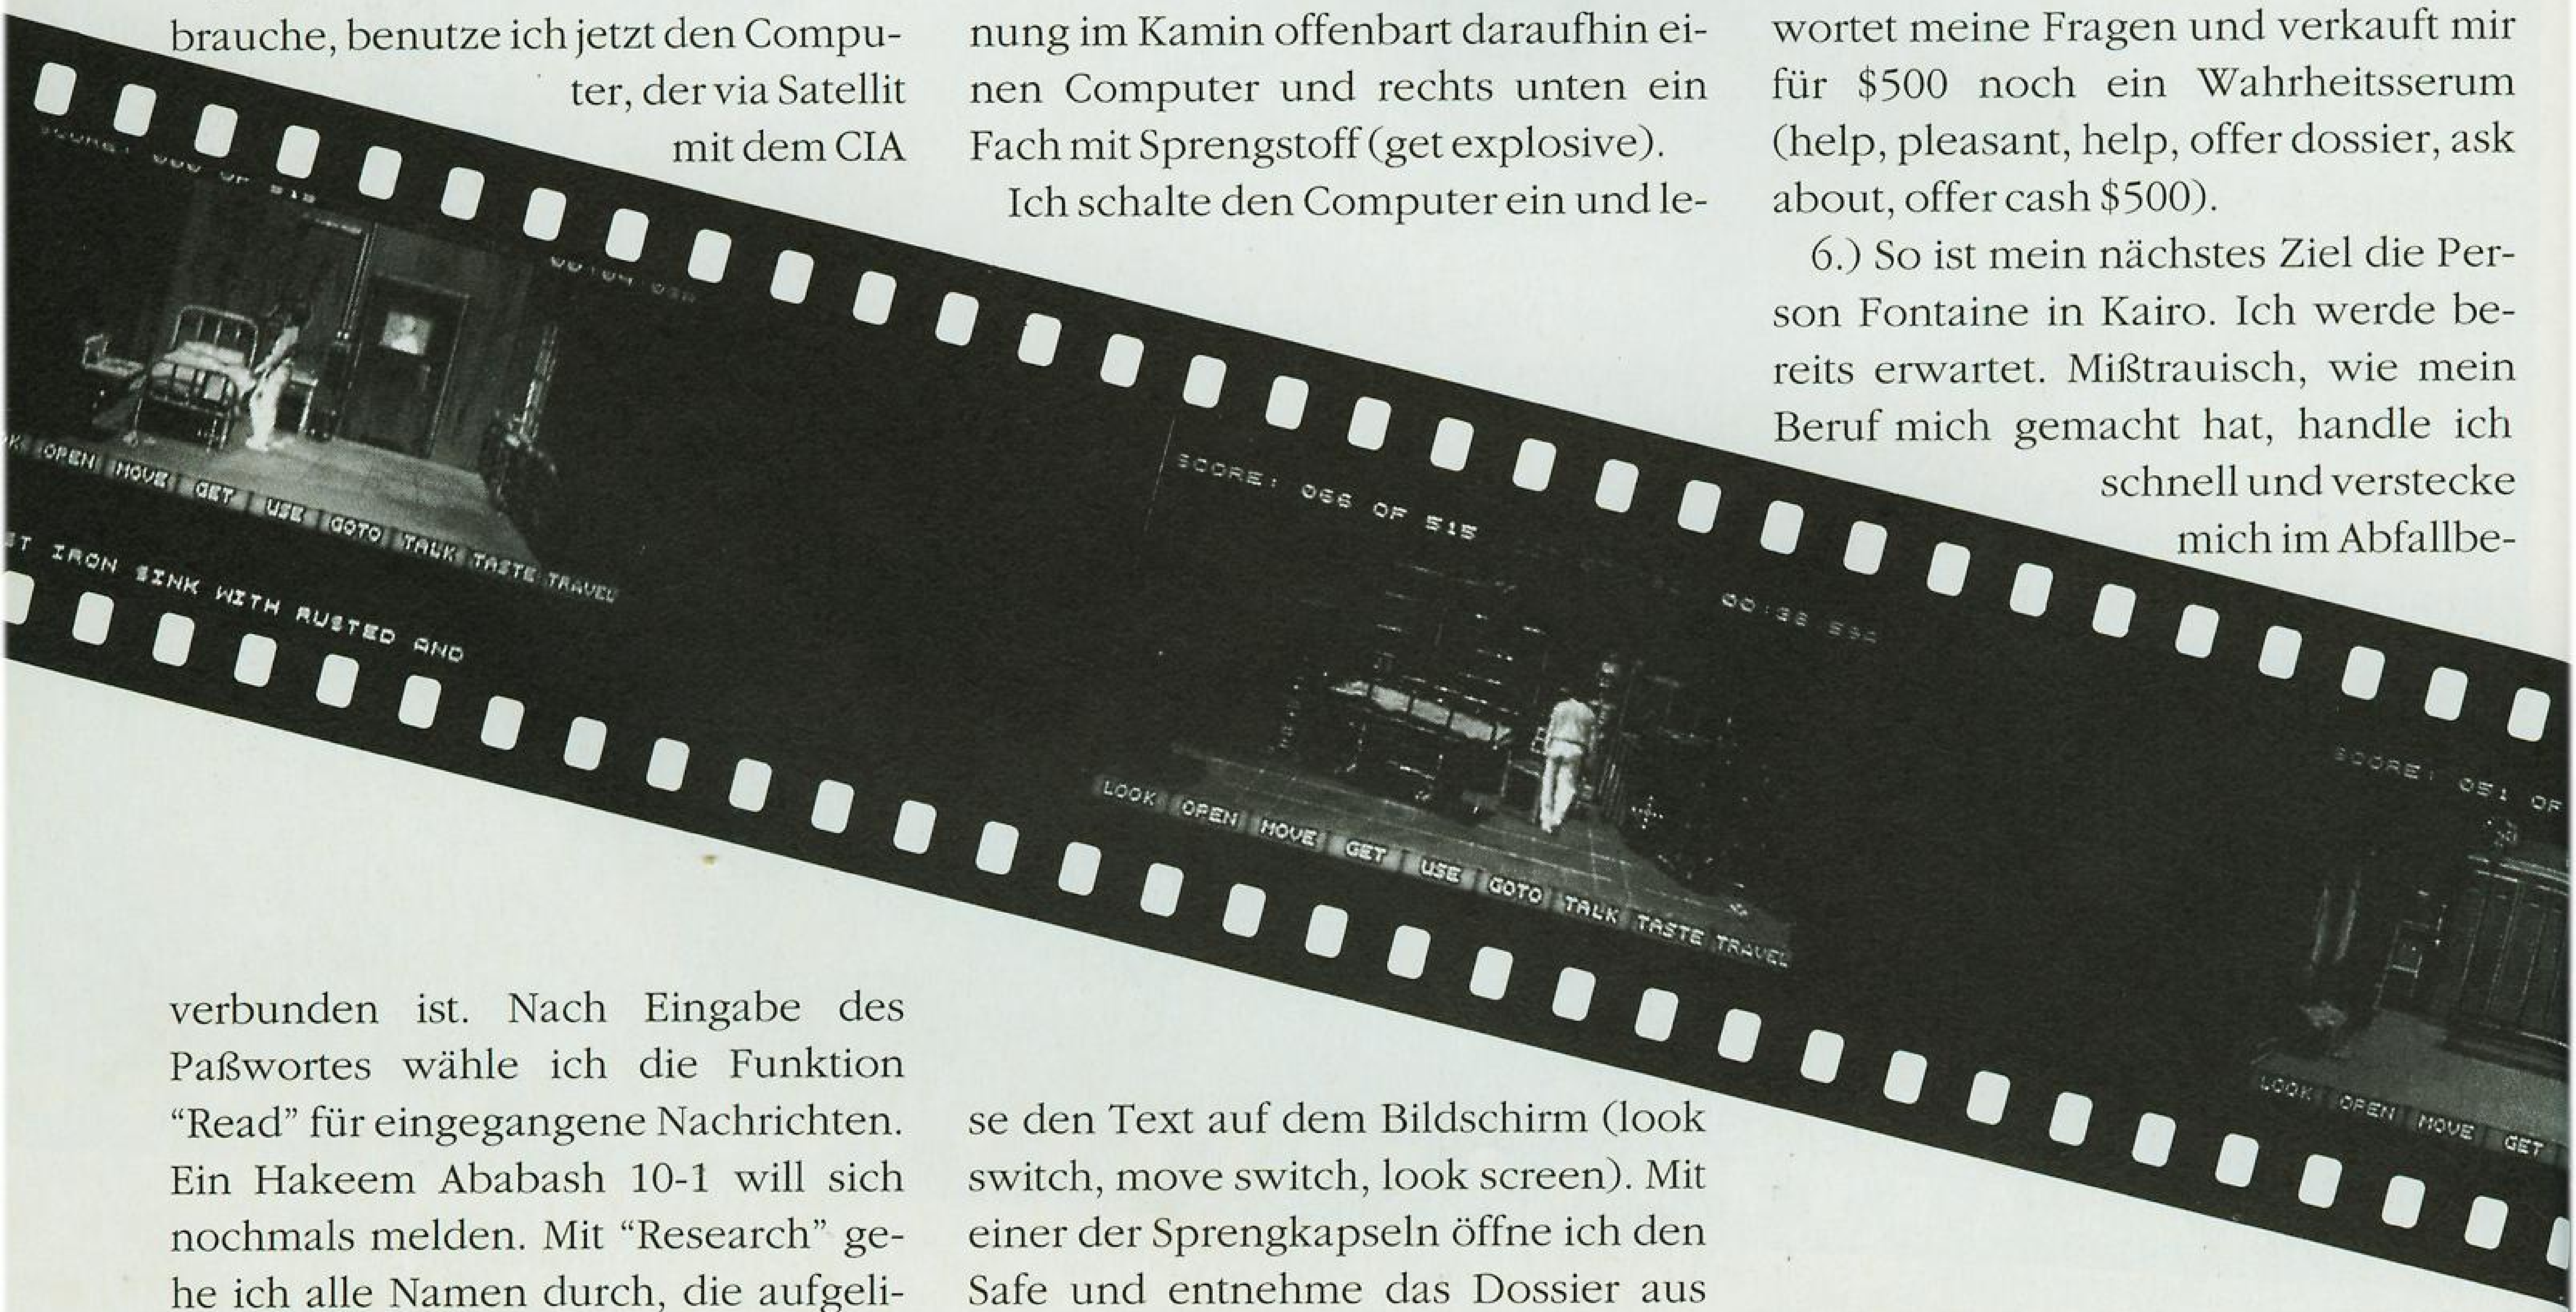 brauche, benutze ich jetzt den Compu-
ter, der via Satellit
mit dem CIA
verbunden ist. Nach Eingabe des
Paßwortes wähle ich die Funktion
“Read” für eingegangene Nachrichten.
Ein Hakeem Ababash 10-1 will sich
nochmals melden. Mit “Research” ge-
he ich alle Namen durch, die aufgeli-
nung im Kamin offenbart daraufhin ei-
nen Computer und rechts unten ein
Fach mit Sprengstoff (get explosive).
Ich schalte den Computer ein und le-
se den Text auf dem Bildschirm (look
switch, move switch, look screen). Mit
einer der Sprengkapseln öffne ich den
Safe und entnehme das Dossier aus
wortet meine Fragen und verkauft mir
für $500 noch ein Wahrheitsserum
(help, pleasant, help, offer dossier, ask
about, offer cash $500).
6.) So ist mein nächstes Ziel die Per-
son Fontaine in Kairo. Ich werde be-
reits erwartet. Mißtrauisch, wie mein
Beruf mich gemacht hat, handle ich
schnell und verstecke
mich im Abfallbe-
OPEN MOVE GET USE GOTO TALK TASTE TRAVEL
IRON SINK WITH RUSTED AND
SCORE: 066 OF 515
LOOK OPEN MOVE GET USE GOTO TALK TASTE TRAVEL
SCORE: 051 OF
LOOK OPEN MOVE GET